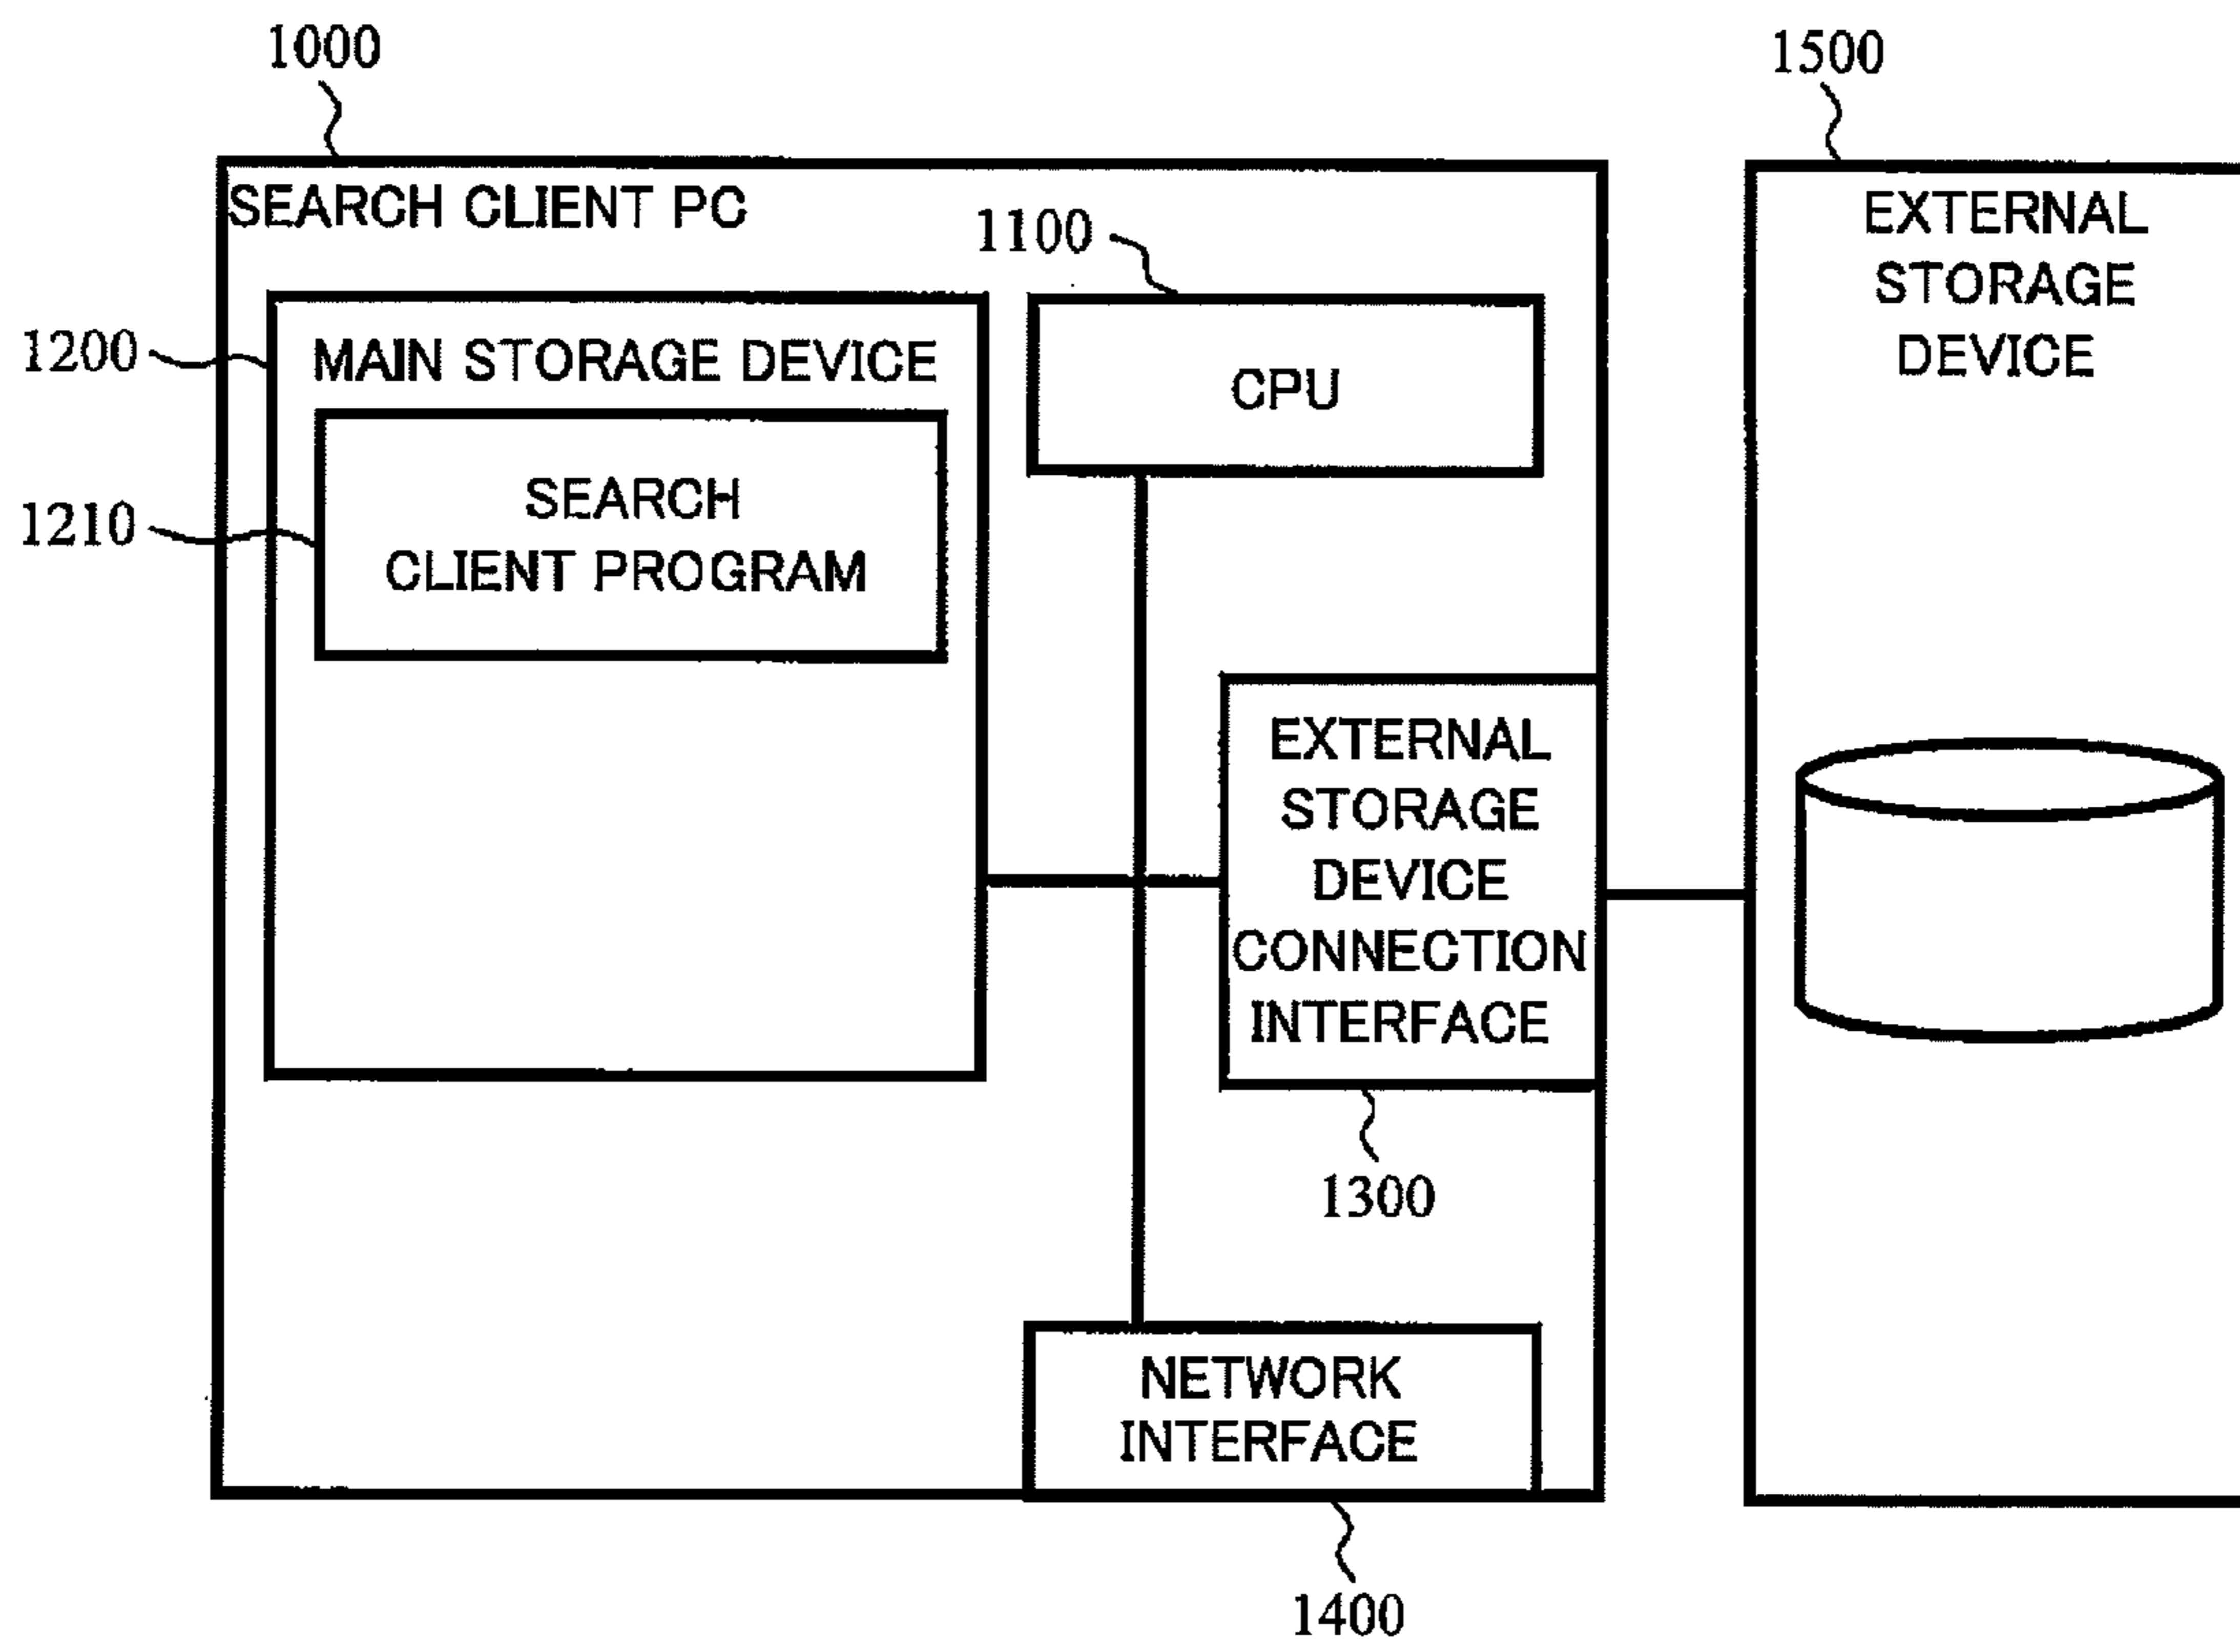 1000
1500
SEARCH CLIENT PC
EXTERNAL
STORAGE
DEVICE
1100
1200
MAIN STORAGE DEVICE
CPU
1210
SEARCH
CLIENT PROGRAM
EXTERNAL
STORAGE
DEVICE
CONNECTION
INTERFACE
1300
NETWORK
INTERFACE
1400